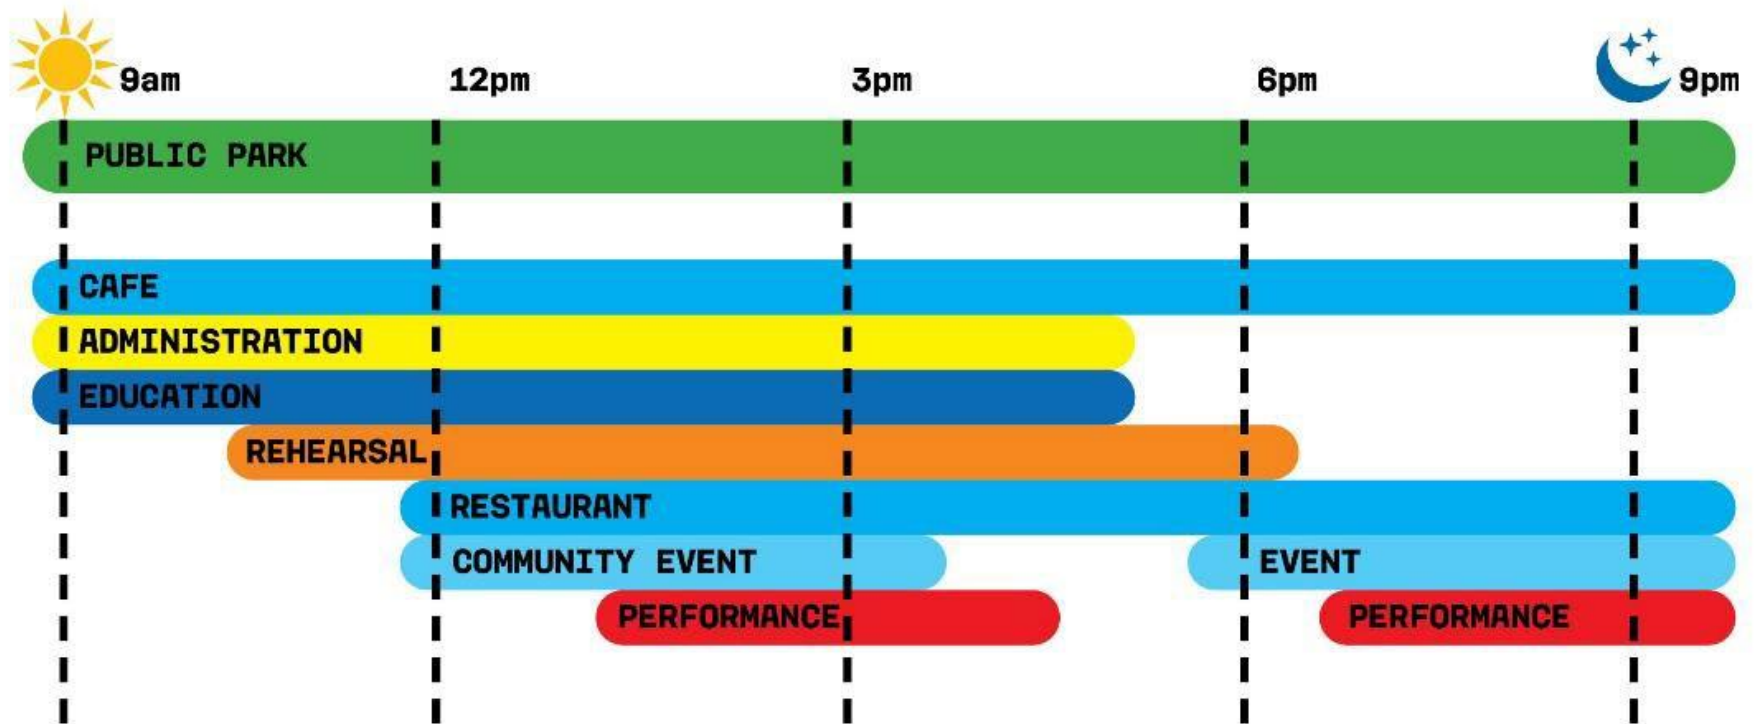 9am 12pm 3pm 6pm 9pm
PUBLIC PARK
CAFE
ADMINISTRATION
EDUCATION
REHEARSAL
RESTAURANT
COMMUNITY EVENT EVENT
PERFORMANCE PERFORMANCE